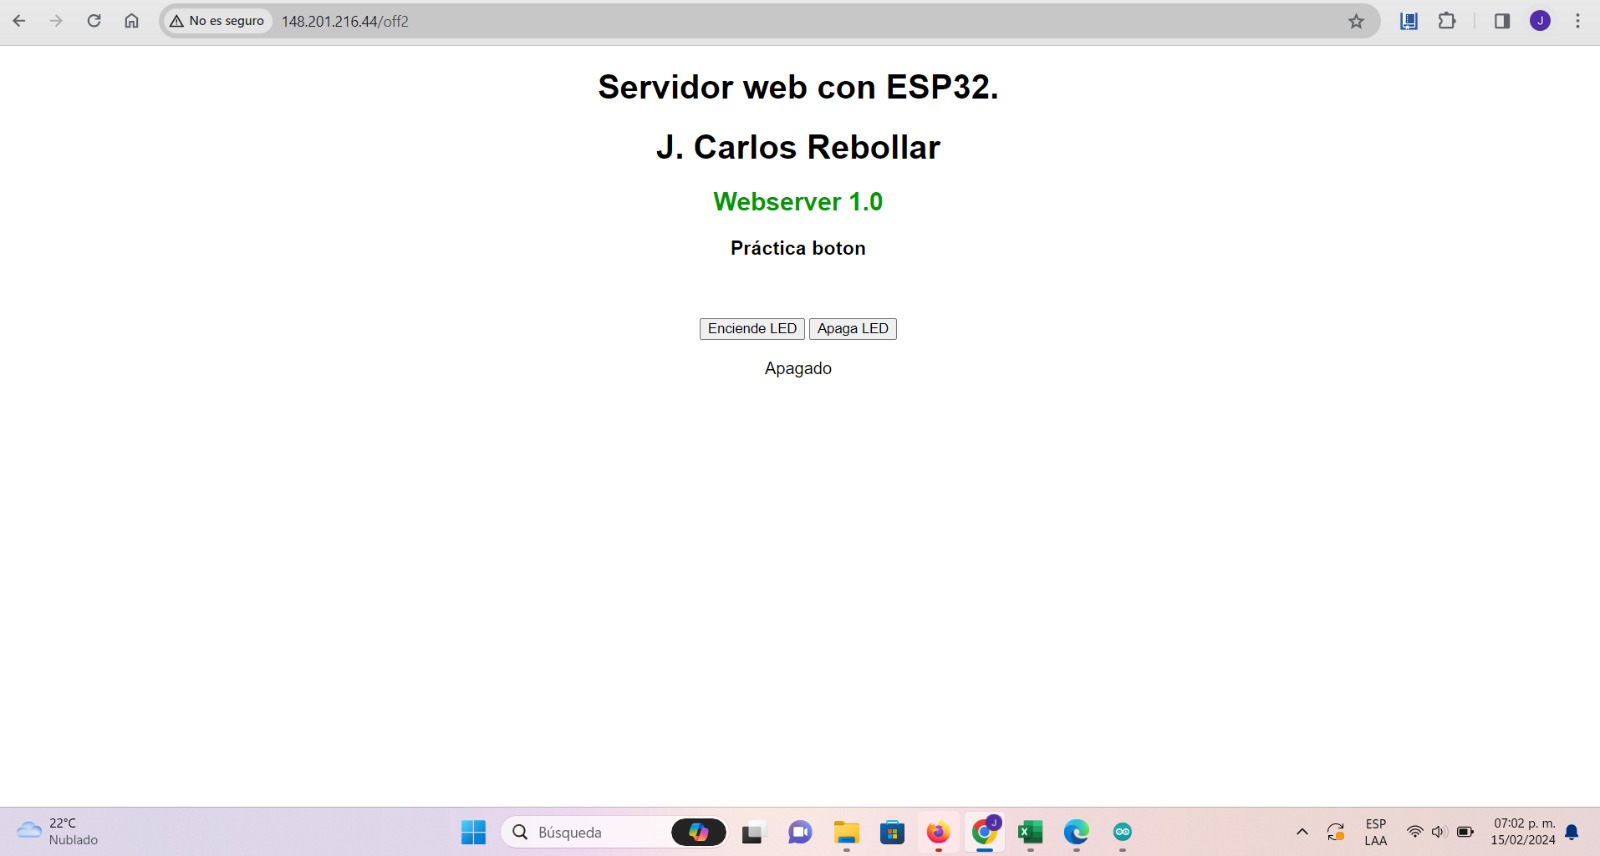 No es seguro 148.201.216.44/off2
J
Servidor web con ESP32.
J. Carlos Rebollar
Webserver 1.0
Práctica boton
Enciende LED Apaga LED
Apagado
22°C
Nublado
Búsqueda
J
ESP
LAA
07:02 p. m.
15/02/2024